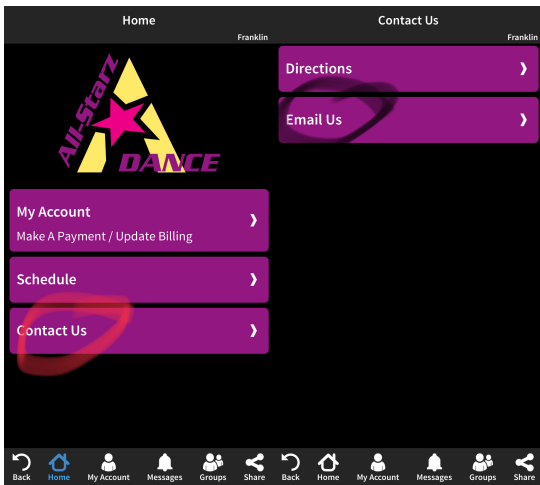 Home
Franklin
All-Starz
DANCE
My Account
Make A Payment / Update Billing
Schedule
Contact Us
Back
Home
My Account
Messages
Groups
Share
Contact Us
Franklin
Directions
Email Us
Back
Home
My Account
Messages
Groups
Share